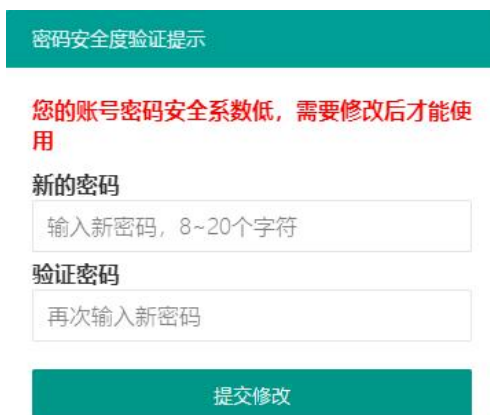 密码安全度验证提示
您的账号密码安全系数低，需要修改后才能使
用
新的密码
输入新密码，8~20个字符
验证密码
再次输入新密码
提交修改